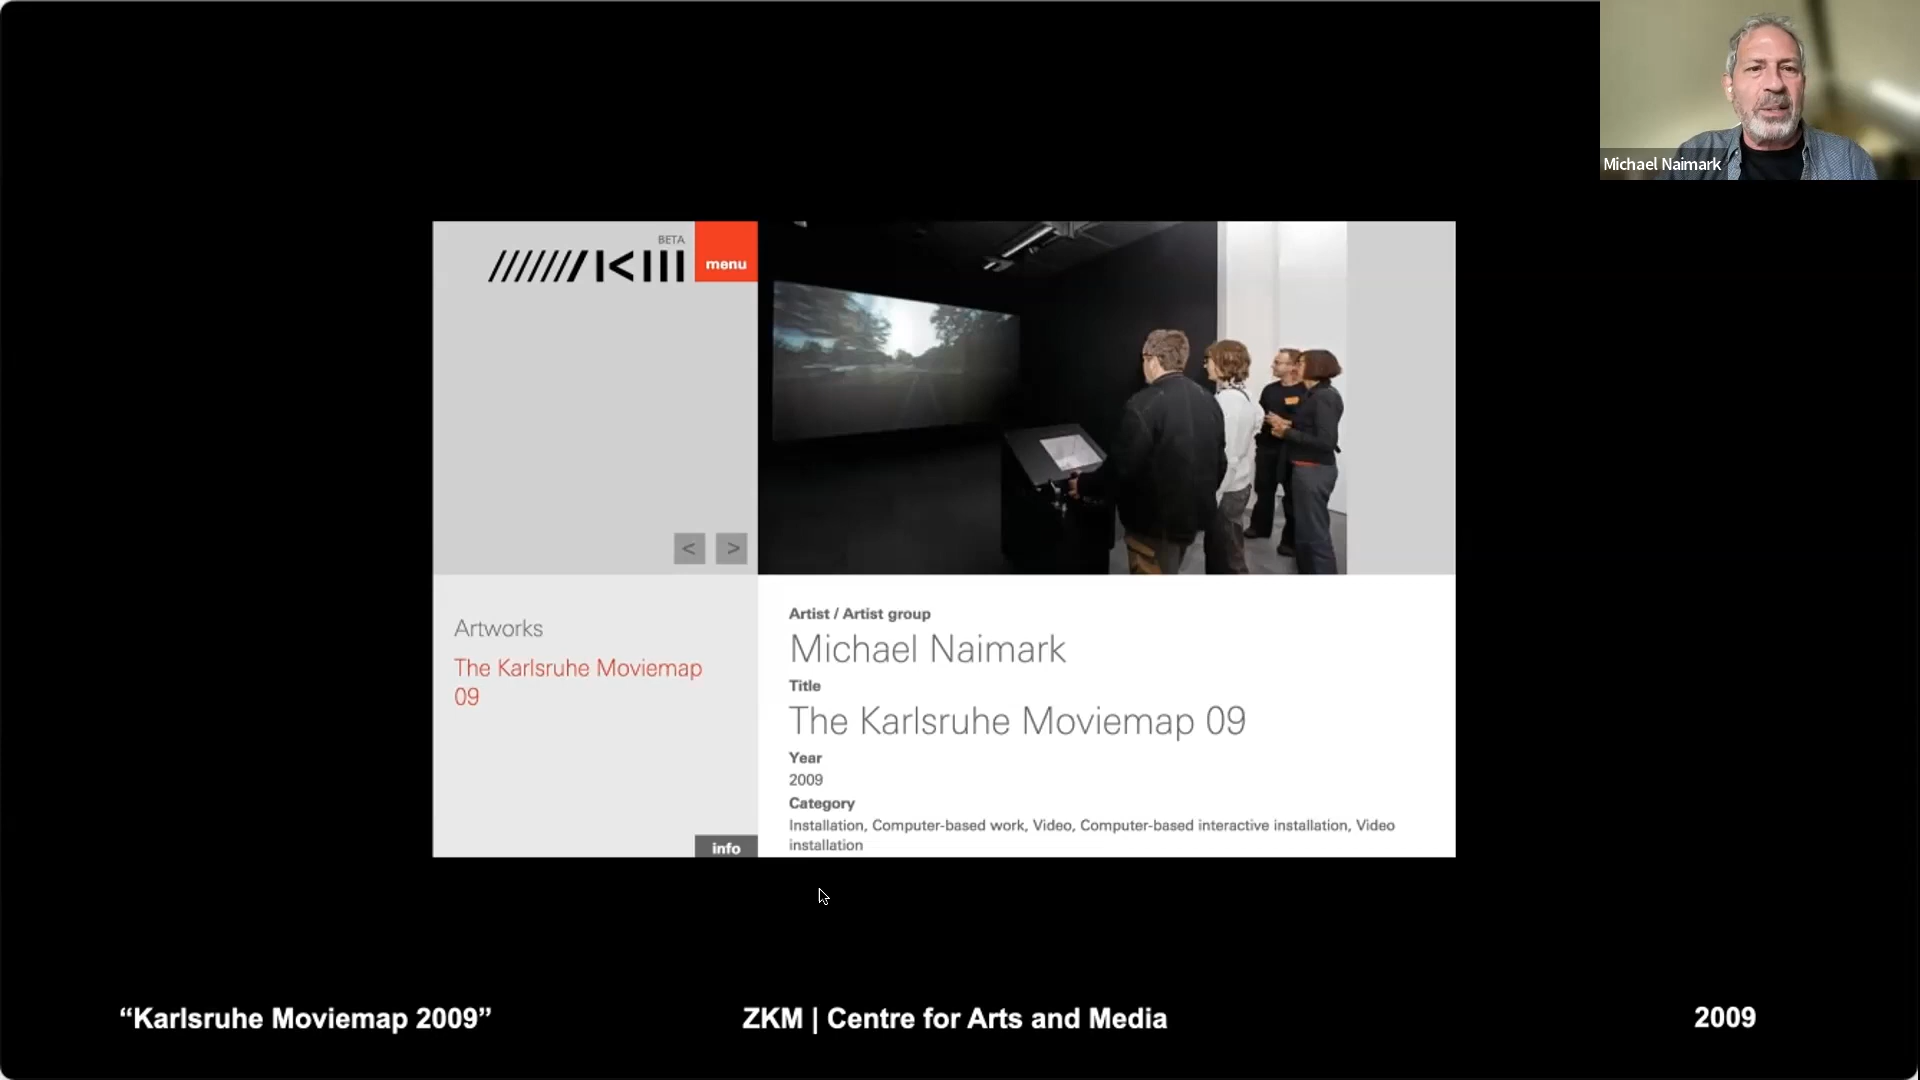 Michael Naimark
BETA
menu
< >
Artworks
The Karlsruhe Moviemap
09
info
Artist / Artist group
Michael Naimark
Title
The Karlsruhe Moviemap 09
Year
2009
Category
Installation, Computer-based work, Video, Computer-based interactive installation, Video
installation
“Karlsruhe Moviemap 2009”
ZKM | Centre for Arts and Media
2009